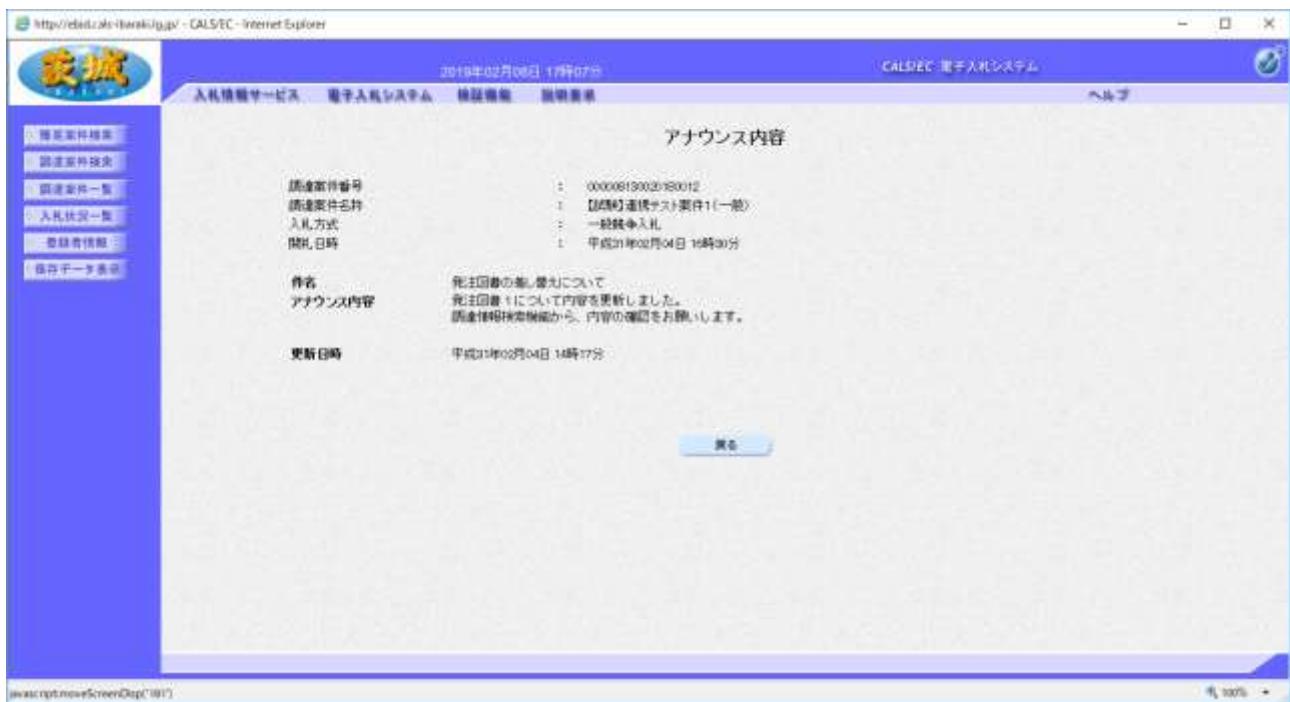 http://ebid.cals-ibaraki.lg.jp/ - CALS/EC - Internet Explorer
茨城
2019年02月06日 17時07分
CALS/EC 電子入札システム
入札情報サービス 電子入札システム 検証機能 説明要求 ヘルプ
簡易案件検索
調達案件検索
調達案件一覧
入札状況一覧
登録者情報
保存データ表示
アナウンス内容
調達案件番号 : 000008130020180012
調達案件名称 : 【試験】連携テスト案件1(一般)
入札方式 : 一般競争入札
開札日時 : 平成31年02月04日 16時30分
件名 発注図書の差し替えについて
アナウンス内容 発注図書1について内容を更新しました。
調達情報検索機能から、内容の確認をお願いします。
更新日時 平成31年02月04日 14時17分
戻る
javascript:moveScreenDisp("181")
100%